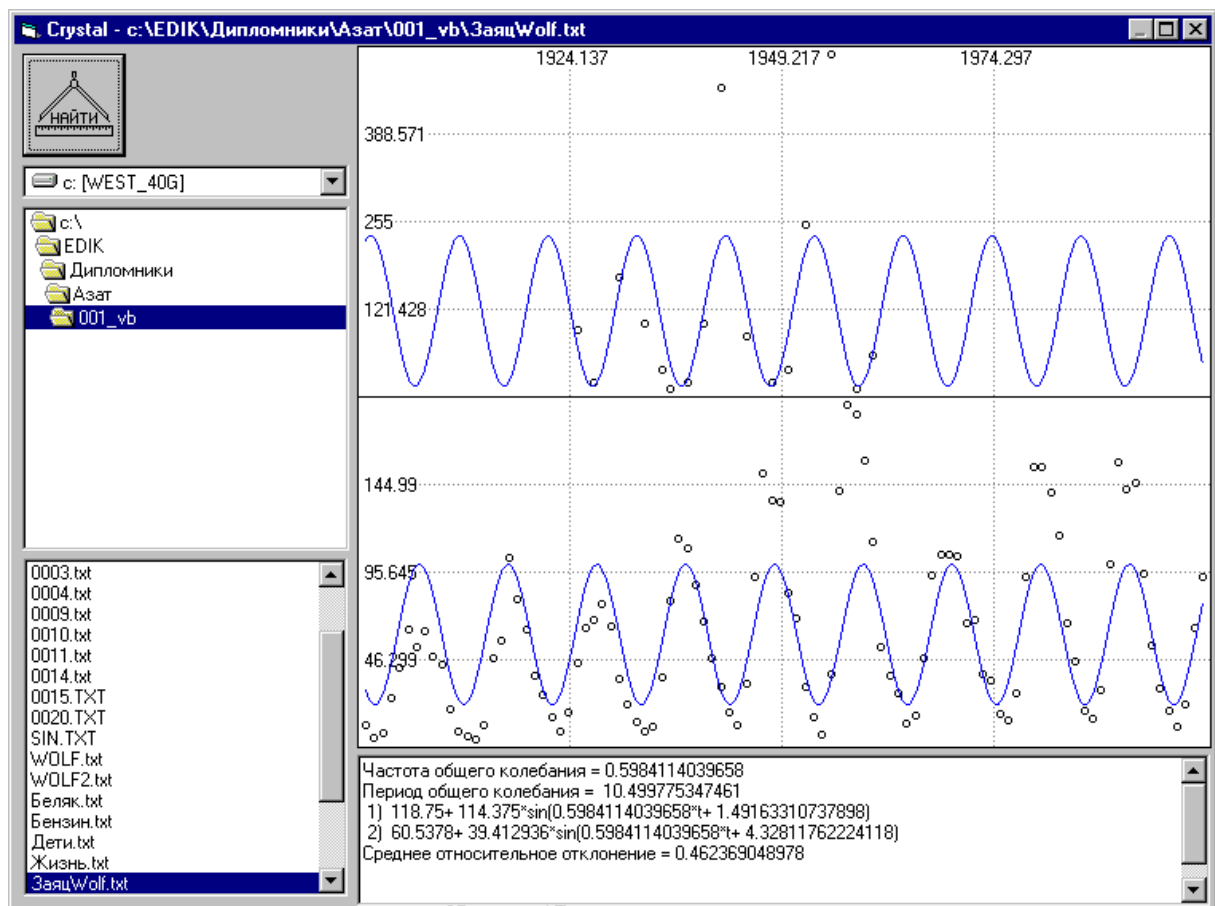 Crystal - c:\EDIK\Дипломники\Азат\001_vb\ЗаяцWolf.txt
НАЙТИ
c: [WEST_40G]
c:\
EDIK
Дипломники
Азат
001_vb
0003.txt
0004.txt
0009.txt
0010.txt
0011.txt
0014.txt
0015.TXT
0020.TXT
SIN.TXT
WOLF.txt
WOLF2.txt
Беляк.txt
Бензин.txt
Дети.txt
Жизнь.txt
ЗаяцWolf.txt
1924.137 1949.217 1974.297
388.571
255
121.428
144.99
95.645
46.299
Частота общего колебания = 0.5984114039658
Период общего колебания = 10.499775347461
1) 118.75+ 114.375*sin(0.5984114039658*t+ 1.49163310737898)
2) 60.5378+ 39.412936*sin(0.5984114039658*t+ 4.32811762224118)
Среднее относительное отклонение = 0.462369048978